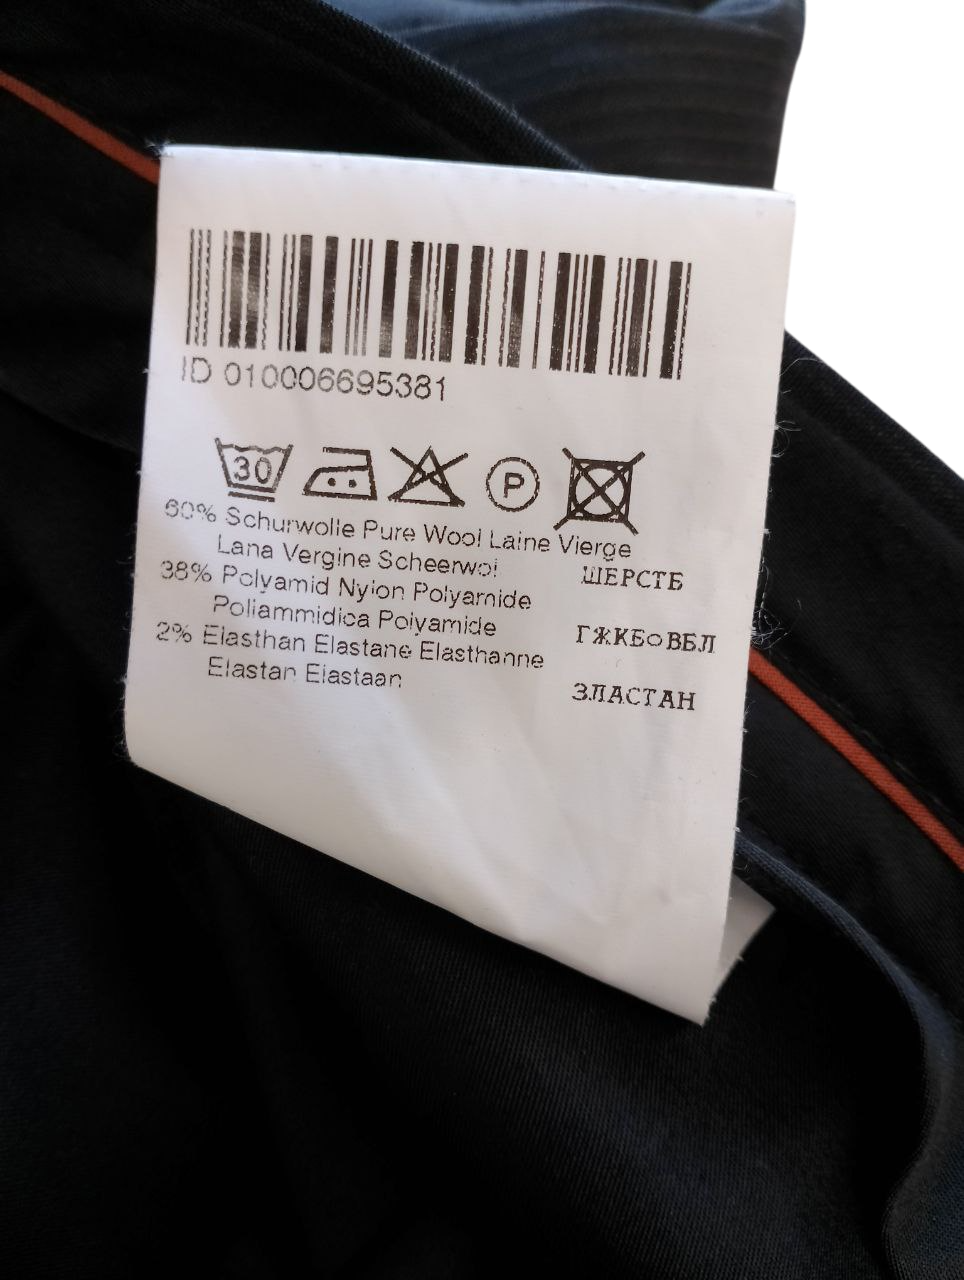 ID 010006695381
30
P
60% Schurwolle Pure Wool Laine Vierge
Lana Vergine Scheerwol
ШЕРСТБ
38% Polyamid Nylon Polyamide
Poliammidica Polyamide
ГЖКБоВБЛ
2% Elasthan Elastane Elasthanne
Elastan Elastaan
ЗЛАСТАН